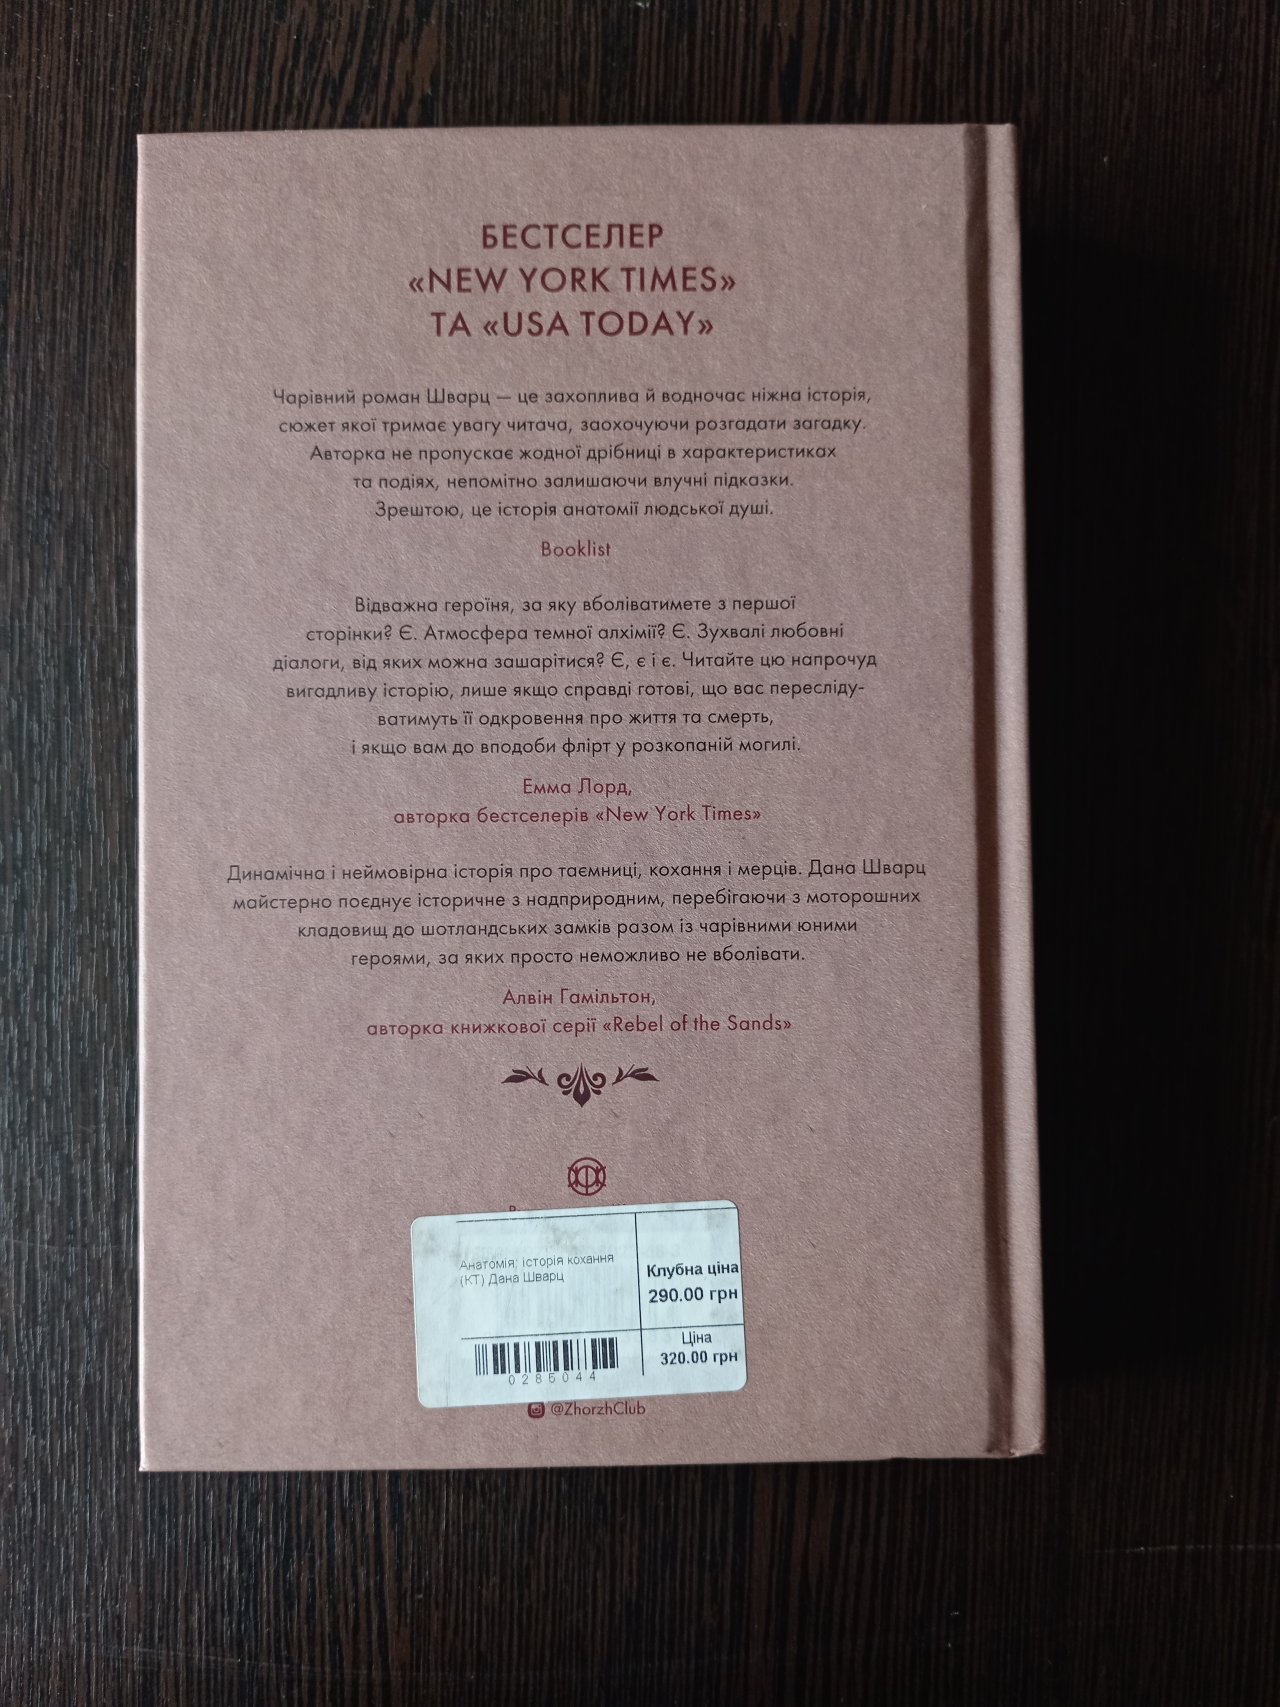 БЕСТСЕЛЕР
«NEW YORK TIMES»
ТА «USA TODAY»
Чарівний роман Шварц — це захоплива й водночас ніжна історія,
сюжет якої тримає увагу читача, заохочуючи розгадати загадку.
Авторка не пропускає жодної дрібниці в характеристиках
та подіях, непомітно залишаючи влучні підказки.
Зрештою, це історія анатомії людської душі.
Booklist
Відважна героїня, за яку вболіватимете з першої
сторінки? Є. Атмосфера темної алхімії? Є. Зухвалі любовні
діалоги, від яких можна зашарітися? Є, є і є. Читайте цю напрочуд
вигадливу історію, лише якщо справді готові, що вас пересліду-
ватимуть її одкровення про життя та смерть,
і якщо вам до вподоби флірт у розкопаній могилі.
Емма Лорд,
авторка бестселерів «New York Times»
Динамічна і неймовірна історія про таємниці, кохання і мерців. Дана Шварц
майстерно поєднує історичне з надприродним, перебігаючи з моторошних
кладовищ до шотландських замків разом із чарівними юними
героями, за яких просто неможливо не вболівати.
Алвін Гамільтон,
авторка книжкової серії «Rebel of the Sands»
Анатомія: історія кохання
(КТ) Дана Шварц
Клубна ціна
290.00 грн
Ціна
320.00 грн
0285044
@ZhorzhClub